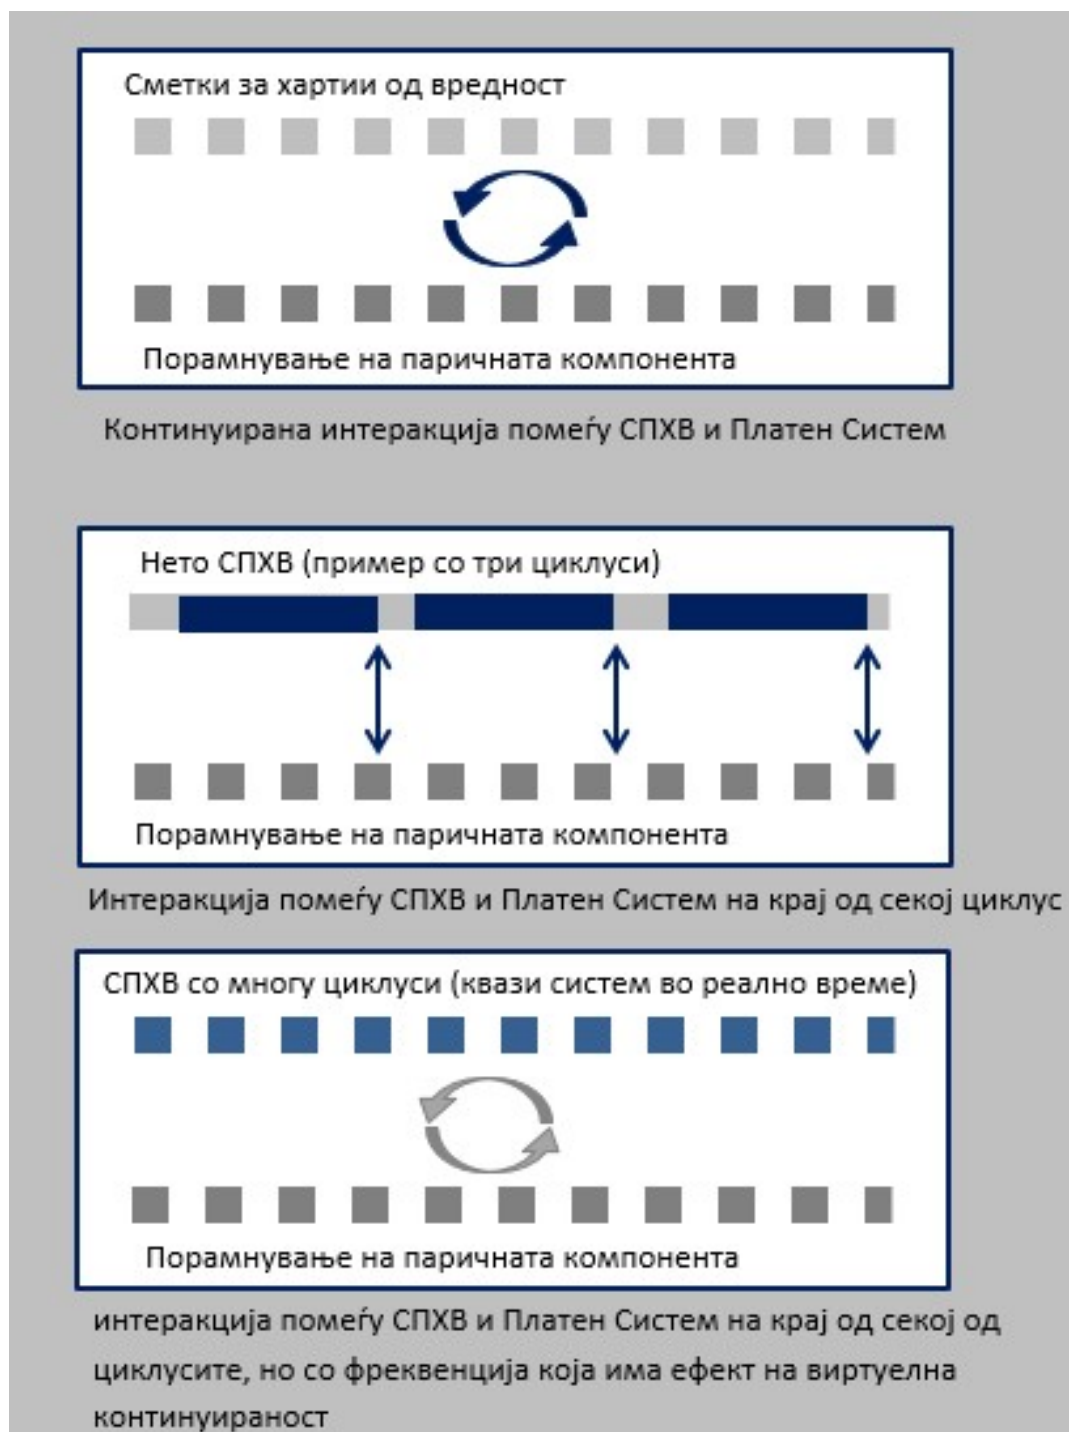 Сметки за хартии од вредност
Порамнување на паричната компонента
Континуирана интеракција помеѓу СПХВ и Платен Систем
Нето СПХВ (пример со три циклуси)
Порамнување на паричната компонента
Интеракција помеѓу СПХВ и Платен Систем на крај од секој циклус
СПХВ со многу циклуси (квази систем во реално време)
Порамнување на паричната компонента
интеракција помеѓу СПХВ и Платен Систем на крај од секој од
циклусите, но со фреквенција која има ефект на виртуелна
континуираност